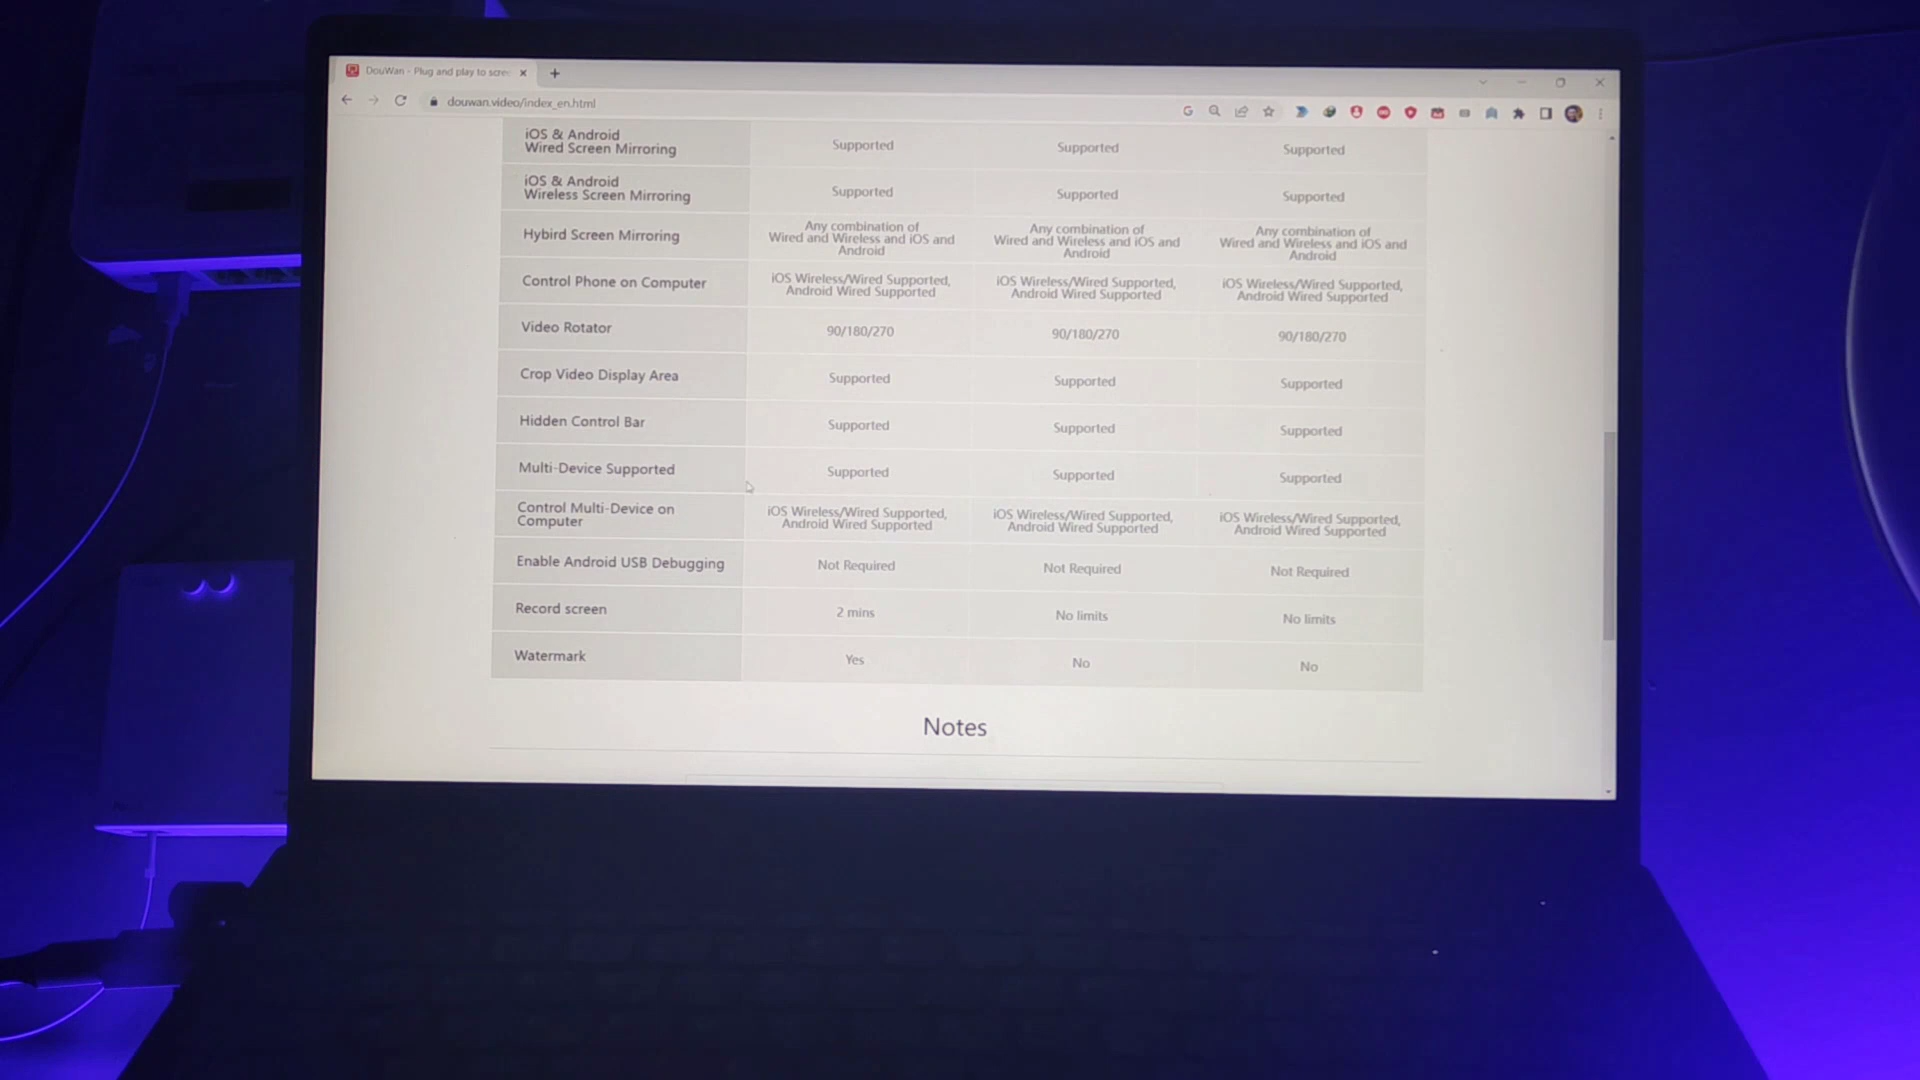 DouWan - Plug and play to scre
douwan.video/index_en.html
iOS & Android
Wired Screen Mirroring
Supported
Supported
Supported
iOS & Android
Wireless Screen Mirroring
Supported
Supported
Supported
Hybird Screen Mirroring
Any combination of
Wired and Wireless and iOS and
Android
Any combination of
Wired and Wireless and iOS and
Android
Any combination of
Wired and Wireless and iOS and
Android
Control Phone on Computer
iOS Wireless/Wired Supported,
Android Wired Supported
iOS Wireless/Wired Supported,
Android Wired Supported
iOS Wireless/Wired Supported,
Android Wired Supported
Video Rotator
90/180/270
90/180/270
90/180/270
Crop Video Display Area
Supported
Supported
Supported
Hidden Control Bar
Supported
Supported
Supported
Multi-Device Supported
Supported
Supported
Supported
Control Multi-Device on
Computer
iOS Wireless/Wired Supported,
Android Wired Supported
iOS Wireless/Wired Supported,
Android Wired Supported
iOS Wireless/Wired Supported,
Android Wired Supported
Enable Android USB Debugging
Not Required
Not Required
Not Required
Record screen
2 mins
No limits
No limits
Watermark
Yes
No
No
Notes